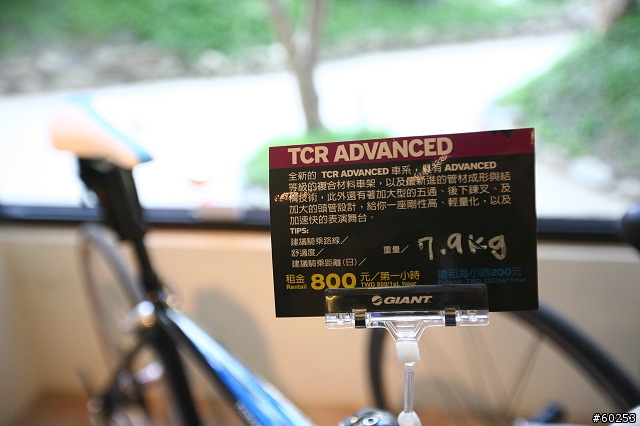 TCR ADVANCED
全新的 TCR ADVANCED 車系，具有 ADVANCED
等級的複合材料車架，以及最新進的管材成形與結
構技術，此外還有著加大型的五通、後下鍊叉、及
加大的頭管設計，給你一座剛性高、輕量化，以及
加速快的表演舞台。
TIPS:
建議騎乘路線／
舒適度／ 重量／ 7.9kg
建議騎乘距離(日)／
租金 800 元／第一小時 續租每小時200元
Rentail TWD 800/1st. hour TWD 200/per hour
GIANT
#60253